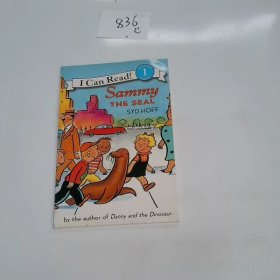 836
I Can Read!
1
Sammy
THE SEAL
SYD HOFF
by the author of Danny and the Dinosaur